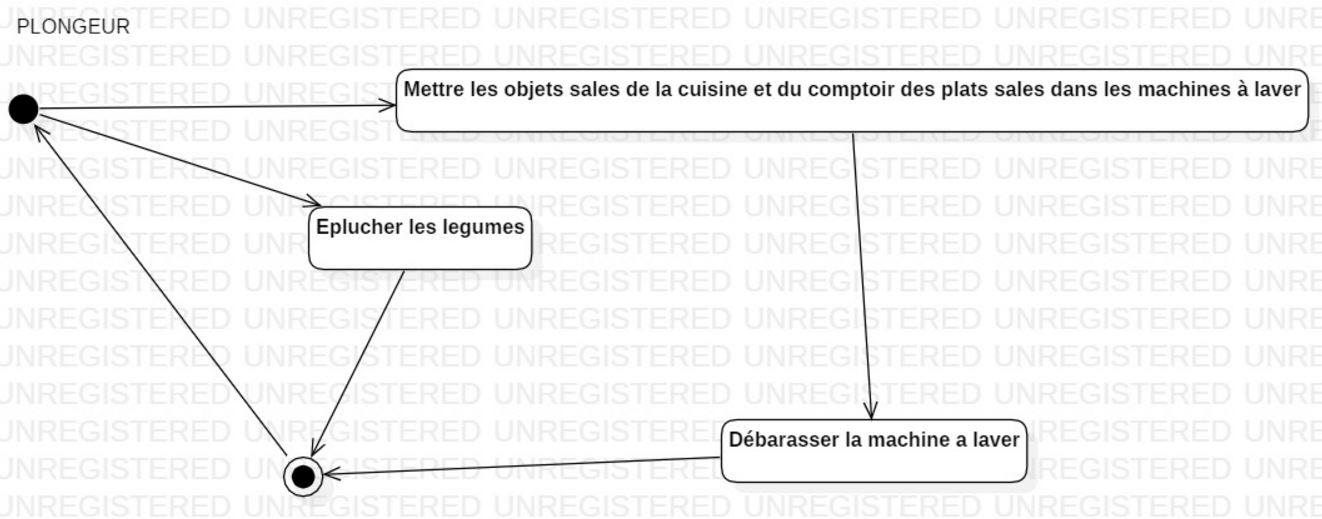 PLONGEUR
Mettre les objets sales de la cuisine et du comptoir des plats sales dans les machines à laver
Eplucher les legumes
Débarasser la machine a laver
UNREGISTERED UNREGISTERED UNREGISTERED UNREGISTERED UNREGISTERED UNRE